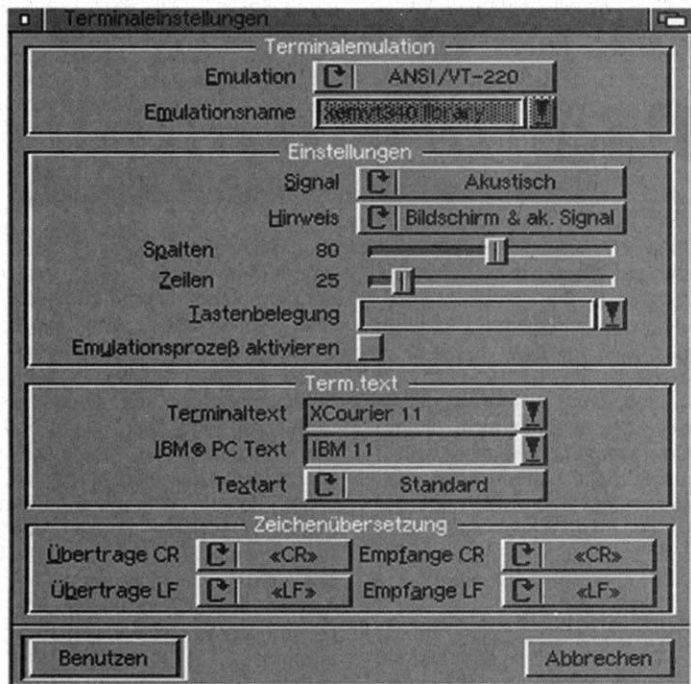 Terminaleinstellungen
Terminalemulation
Emulation ANSI/VT-220
Emulationsname xemvt340.library
Einstellungen
Signal Akustisch
Hinweis Bildschirm & ak. Signal
Spalten 80
Zeilen 25
Tastenbelegung
Emulationsprozeß aktivieren
Term.text
Terminaltext XCourier 11
IBM® PC Text IBM 11
Textart Standard
Zeichenübersetzung
Übertrage CR «CR» Empfange CR «CR»
Übertrage LF «LF» Empfange LF «LF»
Benutzen Abbrechen